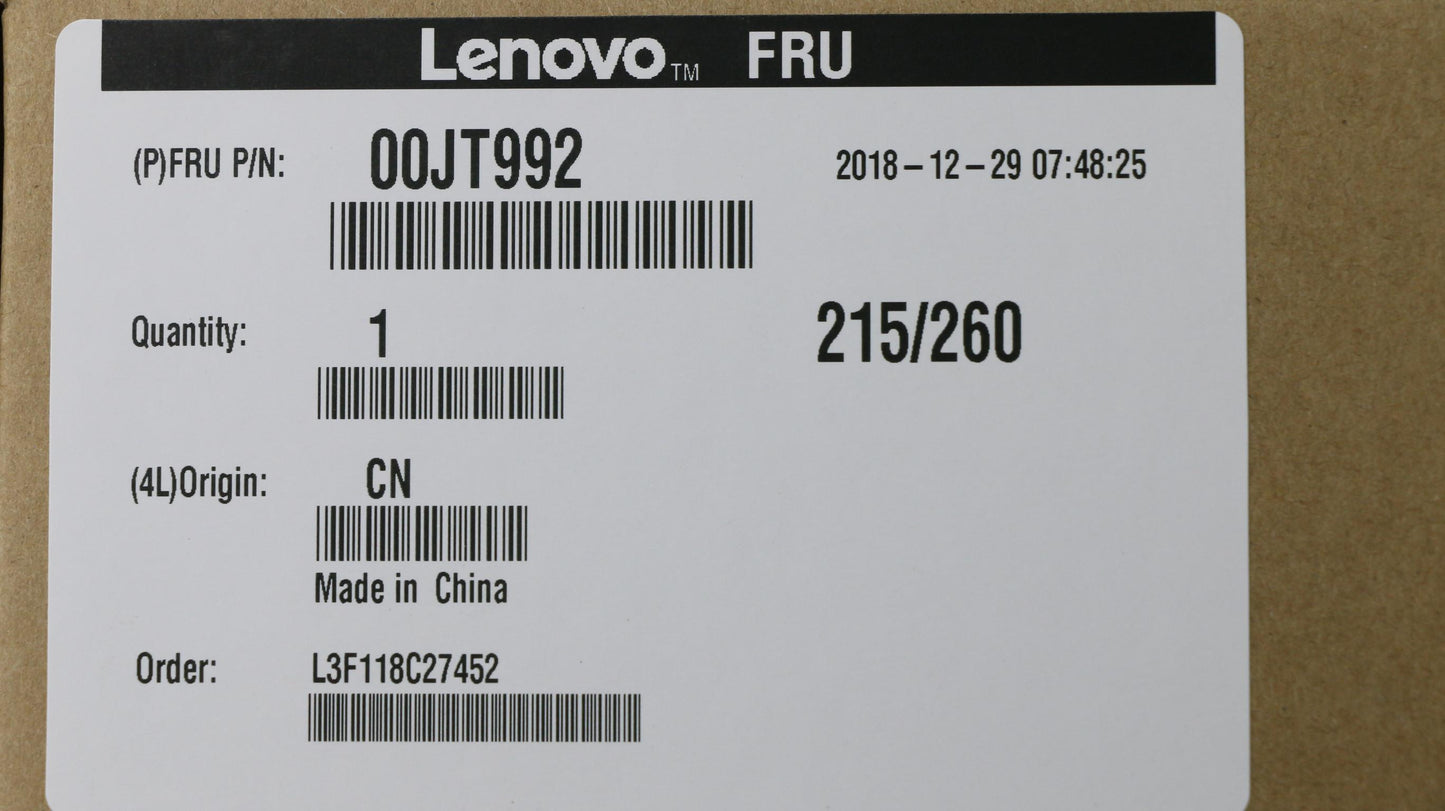 Lenovo™ FRU
(P)FRU P/N: 00JT992 2018-12-29 07:48:25
Quantity: 1 215/260
(4L)Origin: CN
Made in China
Order: L3F118C27452